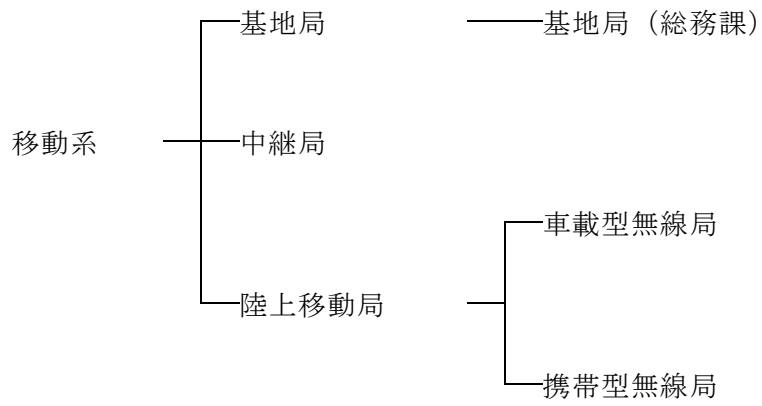 基地局
基地局（総務課）
移動系
中継局
車載型無線局
陸上移動局
携帯型無線局